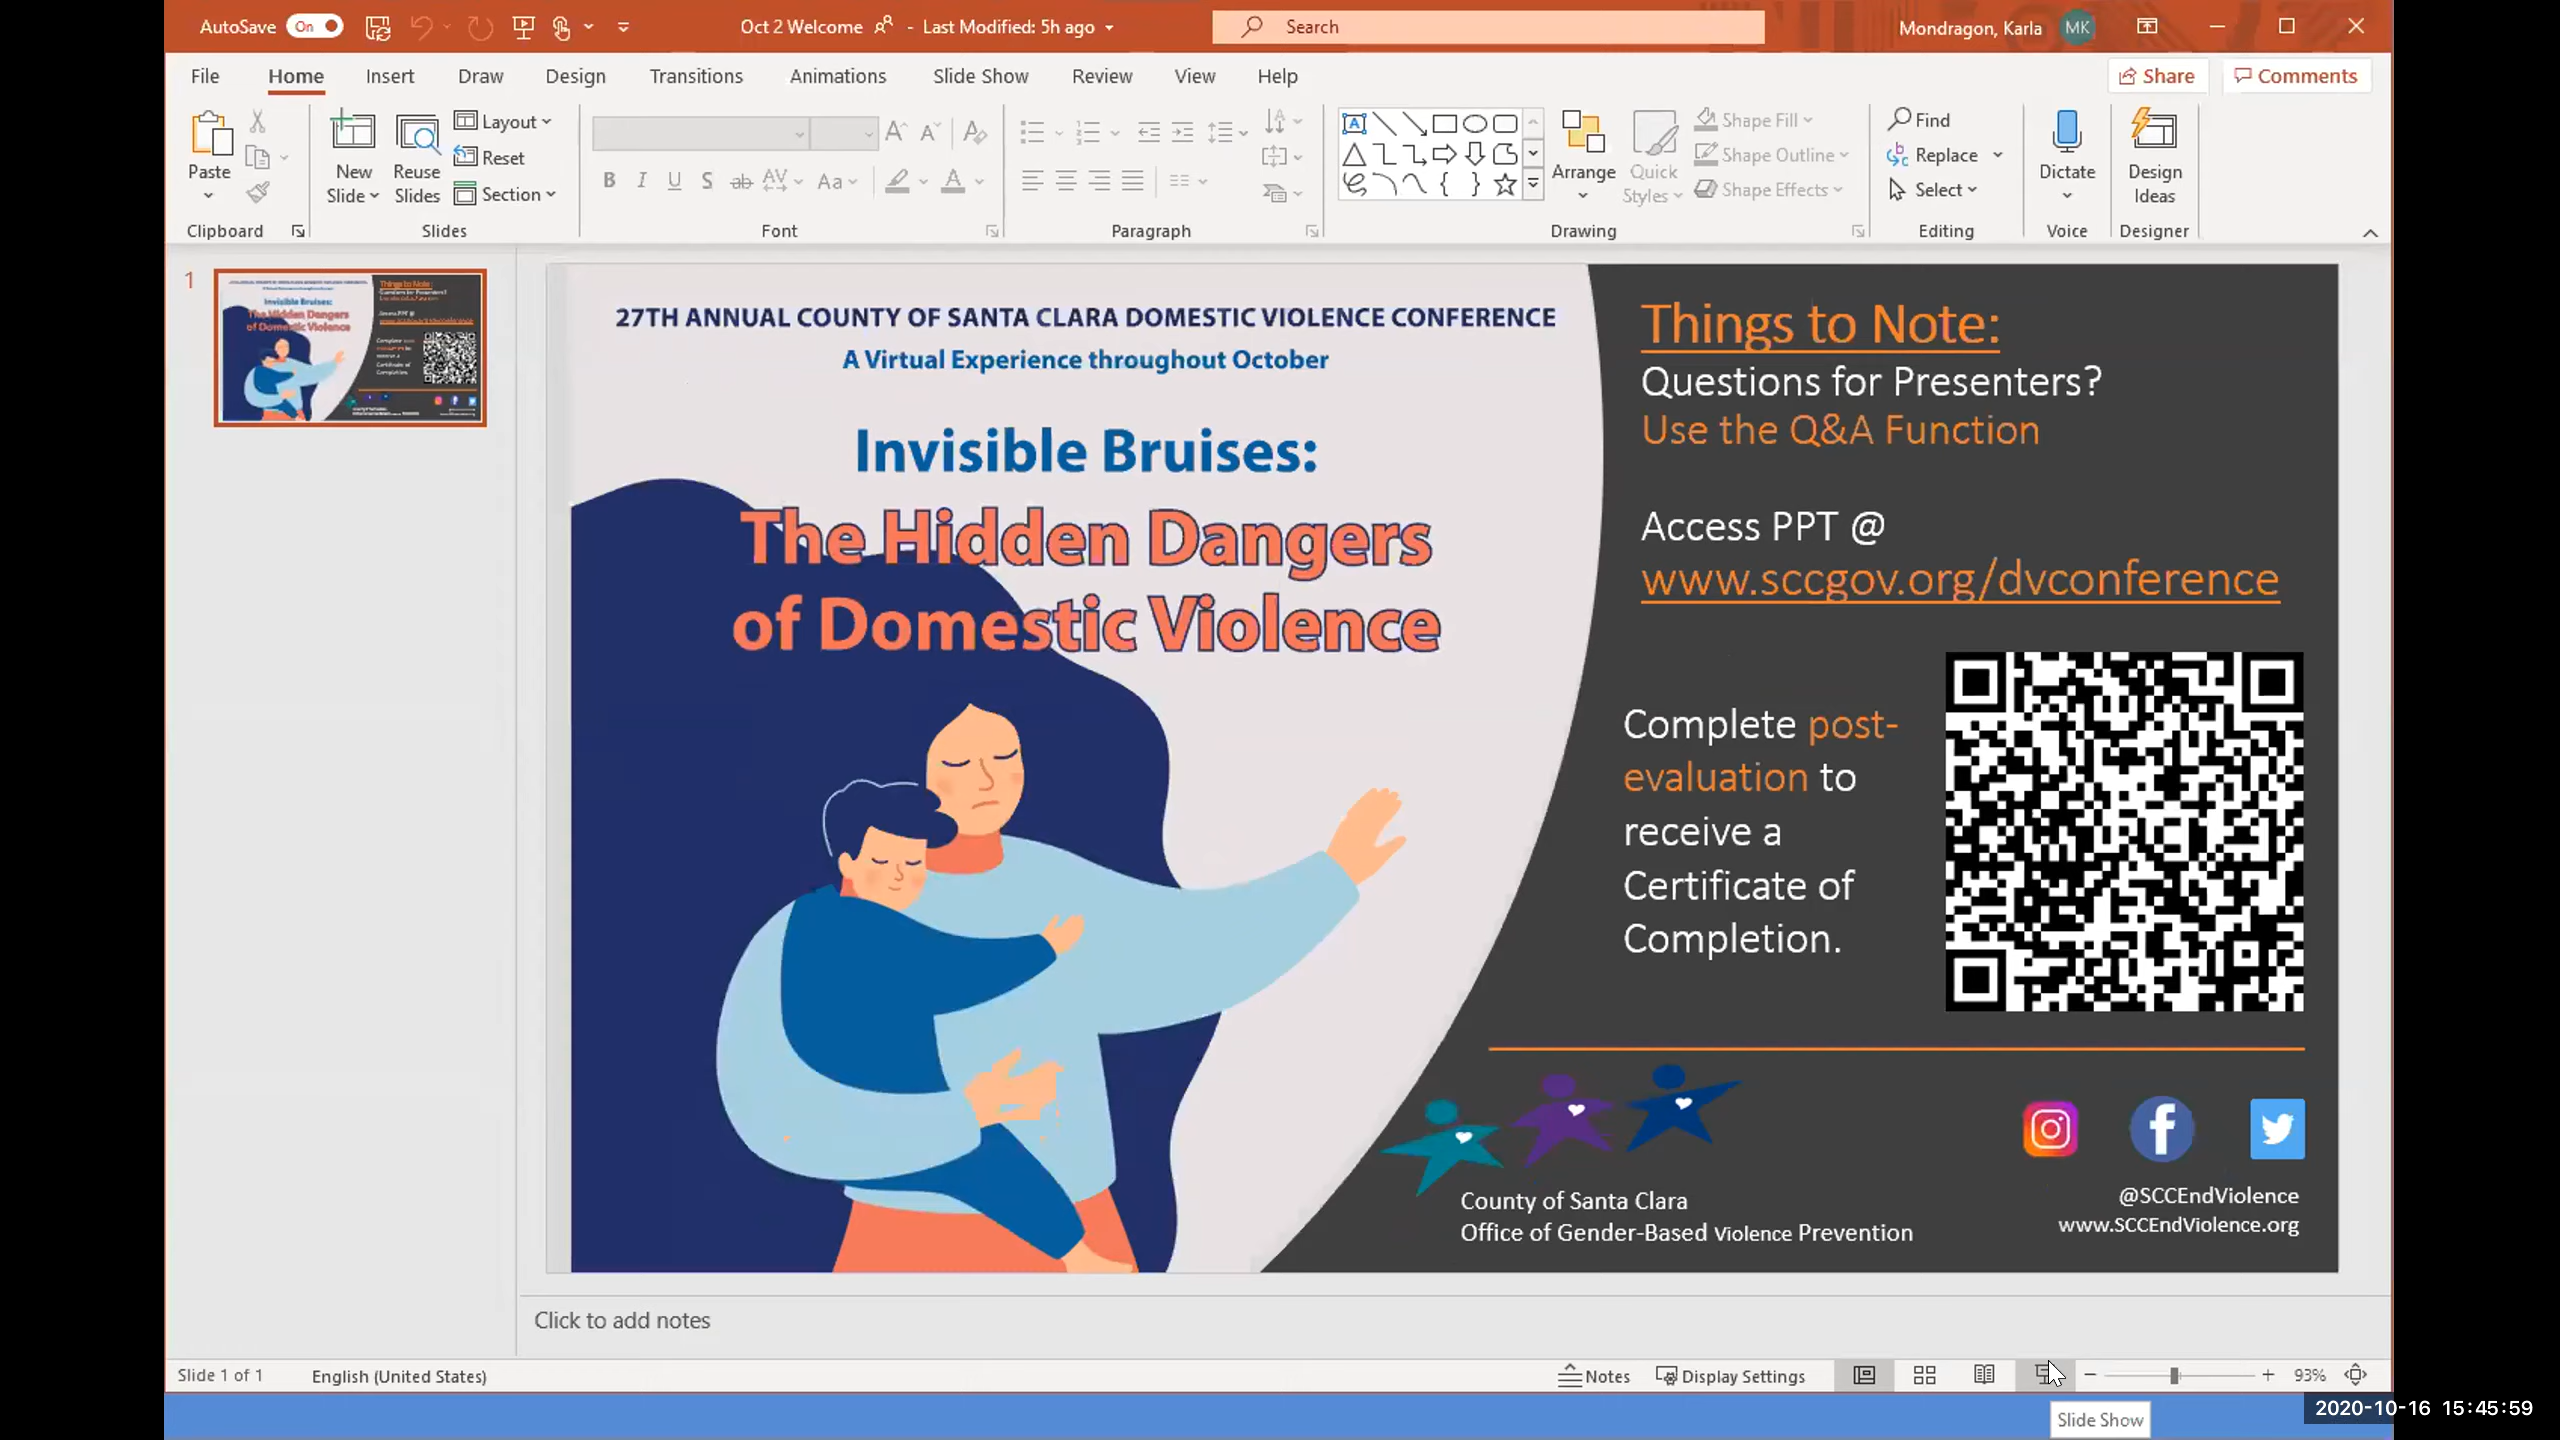 AutoSave On
Oct 2 Welcome - Last Modified: 5h ago
Search
Mondragon, Karla MK
File Home Insert Draw Design Transitions Animations Slide Show Review View Help
Share Comments
Paste
New Slide
Reuse Slides
Layout
Reset
Section
Aa
Arrange
Quick Styles
Shape Fill
Shape Outline
Shape Effects
Find
Replace
Select
Dictate
Design Ideas
Clipboard Slides Font Paragraph Drawing Editing Voice Designer
1
27TH ANNUAL COUNTY OF SANTA CLARA DOMESTIC VIOLENCE CONFERENCE
A Virtual Experience throughout October
Invisible Bruises:
The Hidden Dangers
of Domestic Violence
Things to Note:
Questions for Presenters?
Use the Q&A Function
Access PPT @
www.sccgov.org/dvconference
Complete post-
evaluation to
receive a
Certificate of
Completion.
County of Santa Clara
Office of Gender-Based Violence Prevention
@SCCEndViolence
www.SCCEndViolence.org
Click to add notes
Slide 1 of 1 English (United States)
Notes Display Settings 93%
Slide Show
2020-10-16 15:45:59